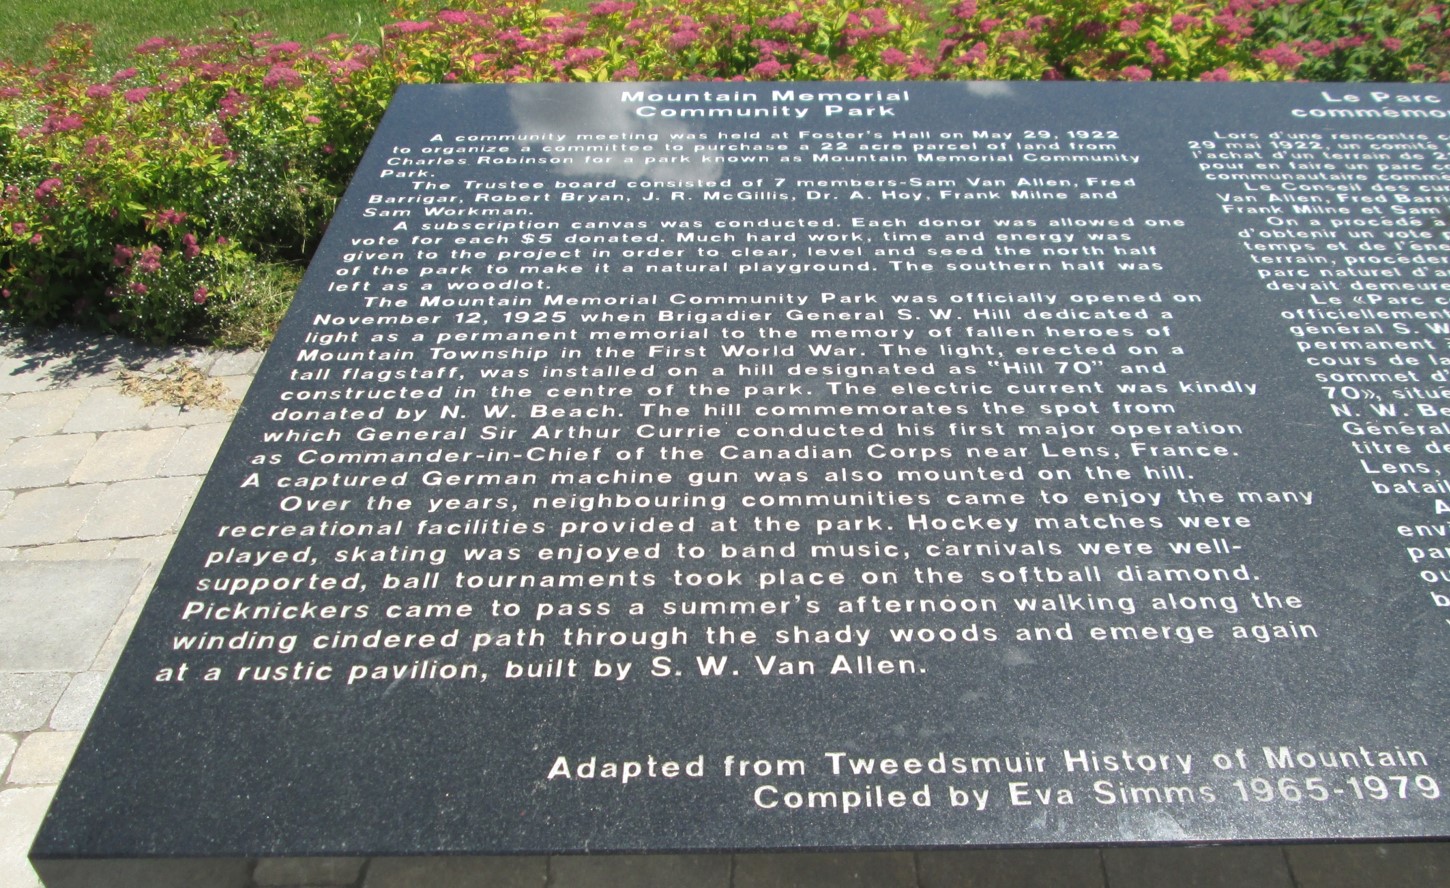 Mountain Memorial
Community Park
A community meeting was held at Foster's Hall on May 29, 1922
to organize a committee to purchase a 22 acre parcel of land from
Charles Robinson for a park known as Mountain Memorial Community
Park.
The Trustee board consisted of 7 members-Sam Van Allen, Fred
Barrigar, Robert Bryan, J. R. McGillis, Dr. A. Hoy, Frank Milne and
Sam Workman.
A subscription canvas was conducted. Each donor was allowed one
vote for each $5 donated. Much hard work, time and energy was
given to the project in order to clear, level and seed the north half
of the park to make it a natural playground. The southern half was
left as a woodlot.
The Mountain Memorial Community Park was officially opened on
November 12, 1925 when Brigadier General S. W. Hill dedicated a
light as a permanent memorial to the memory of fallen heroes of
Mountain Township in the First World War. The light, erected on a
tall flagstaff, was installed on a hill designated as "Hill 70" and
constructed in the centre of the park. The electric current was kindly
donated by N. W. Beach. The hill commemorates the spot from
which General Sir Arthur Currie conducted his first major operation
as Commander-in-Chief of the Canadian Corps near Lens, France.
A captured German machine gun was also mounted on the hill.
Over the years, neighbouring communities came to enjoy the many
recreational facilities provided at the park. Hockey matches were
played, skating was enjoyed to band music, carnivals were well-
supported, ball tournaments took place on the softball diamond.
Picknickers came to pass a summer's afternoon walking along the
winding cindered path through the shady woods and emerge again
at a rustic pavilion, built by S. W. Van Allen.
Adapted from Tweedsmuir History of Mountain
Compiled by Eva Simms 1965-1979
Le Parc
Lors d'une rencontre
29 mai 1922, un comité
l'achat d'un terrain de
pour en faire un parc
communautaire
Le Conseil des
Van Allen, Fred
Frank Milne et Sam
On a procédé à
d'obtenir un vote
temps et de
terrain,
parc naturel
devait
Le «Parc
général S. W.
permanent
cours de la
sommet
70», 
N. W.
Général
titre
Lens,